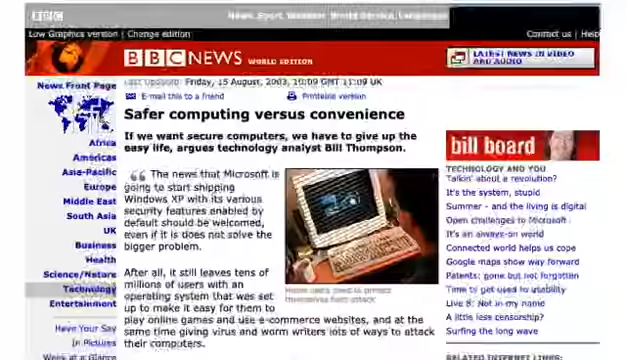 BBC
News Sport Weather World Service Languages
Low Graphics version | Change edition
Contact us | Help
BBC NEWS WORLD EDITION
LATEST NEWS IN VIDEO
AND AUDIO
Last Updated: Friday, 15 August, 2003, 10:09 GMT 11:09 UK
E-mail this to a friend
Printable version
News Front Page
Africa
Americas
Asia-Pacific
Europe
Middle East
South Asia
UK
Business
Health
Science/Nature
Technology
Entertainment
Have Your Say
In Pictures
Week at a Glance
Safer computing versus convenience
If we want secure computers, we have to give up the
easy life, argues technology analyst Bill Thompson.
“ The news that Microsoft is
going to start shipping
Windows XP with its various
security features enabled by
default should be welcomed,
even if it is does not solve the
bigger problem.
After all, it still leaves tens of
millions of users with an
operating system that was set
up to make it easy for them to
play online games and use e-commerce websites, and at the
same time giving virus and worm writers lots of ways to attack
their computers.
Home users need to protect
themselves from attack
bill board
TECHNOLOGY AND YOU
Talkin' about a revolution?
It's the system, stupid
Summer - and the living is digital
Open challenges to Microsoft
It's an always-on world
Connected world helps us cope
Google maps show way forward
Patents: gone but not forgotten
Time to get used to usability
Live 8: Not in my name
A little less censorship?
Surfing the long wave
RELATED INTERNET LINKS: